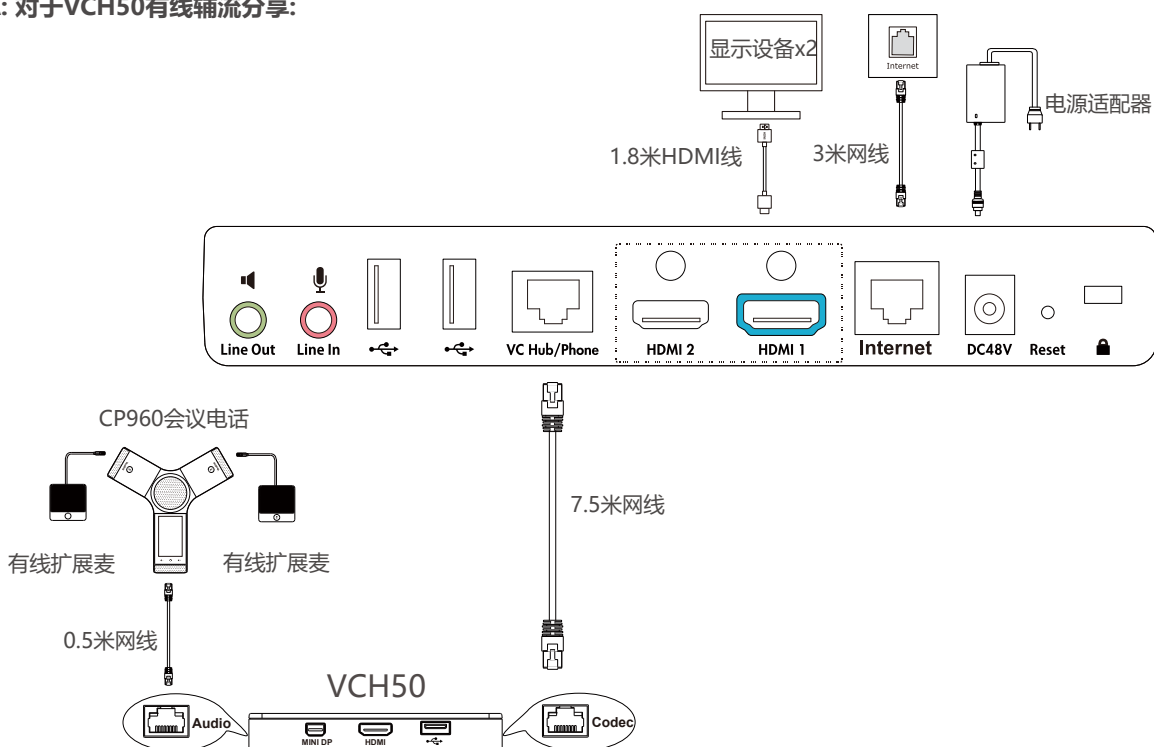 : 对于VCH50有线辅流分享:
显示设备x2
Internet
电源适配器
1.8米HDMI线
3米网线
Line Out
Line In
VC Hub/Phone
HDMI 2
HDMI 1
Internet
DC48V
Reset
CP960会议电话
7.5米网线
有线扩展麦
有线扩展麦
0.5米网线
VCH50
Audio
MINI DP
HDMI
Codec